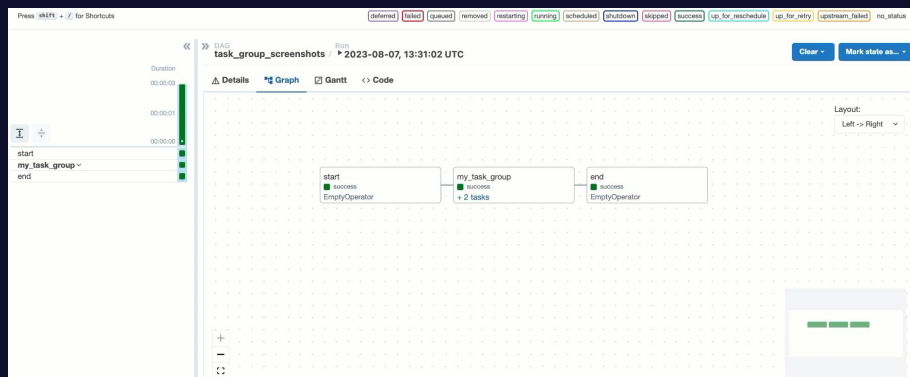 Press shift + / for Shortcuts
deferred failed queued removed restarting running scheduled shutdown skipped success up_for_reschedule up_for_retry upstream_failed no_status
DAG Run
task_group_screenshots / 2023-08-07, 13:31:02 UTC
Clear Mark state as...
Duration
00:00:03
00:00:01
00:00:00
start
my_task_group
end
Details Graph Gantt <> Code
Layout:
Left -> Right
start
success
EmptyOperator
my_task_group
success
+ 2 tasks
end
success
EmptyOperator